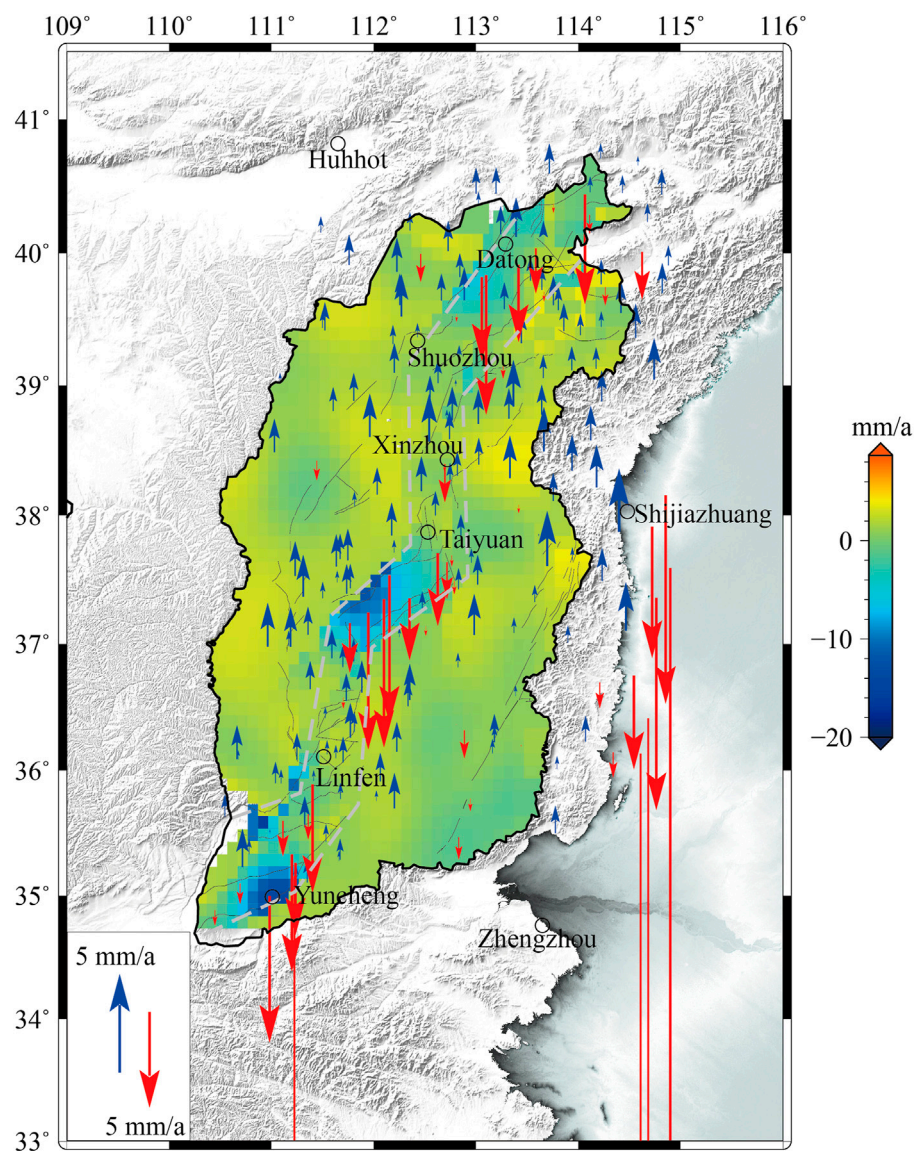 109° 110° 111° 112° 113° 114° 115° 116°
41°
Huhhot
40°
Datong
Shuozhou
39°
mm/a
Xinzhou
38°
Shijiazhuang
0
Taiyuan
37°
−10
36°
Linfen
−20
35°
Yuncheng
Zhengzhou
5 mm/a
34°
5 mm/a
33°